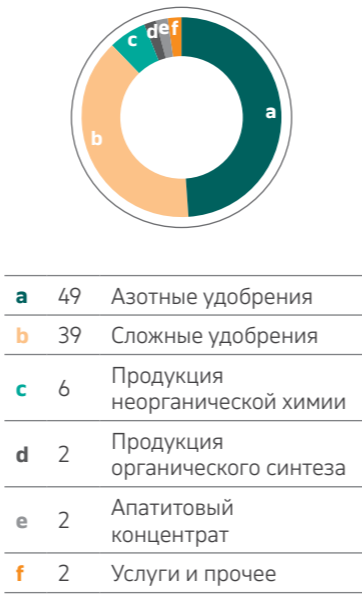 a
b
c
d
e
f
a 49 Азотные удобрения
b 39 Сложные удобрения
c 6 Продукция
неорганической химии
d 2 Продукция
органического синтеза
e 2 Апатитовый
концентрат
f 2 Услуги и прочее